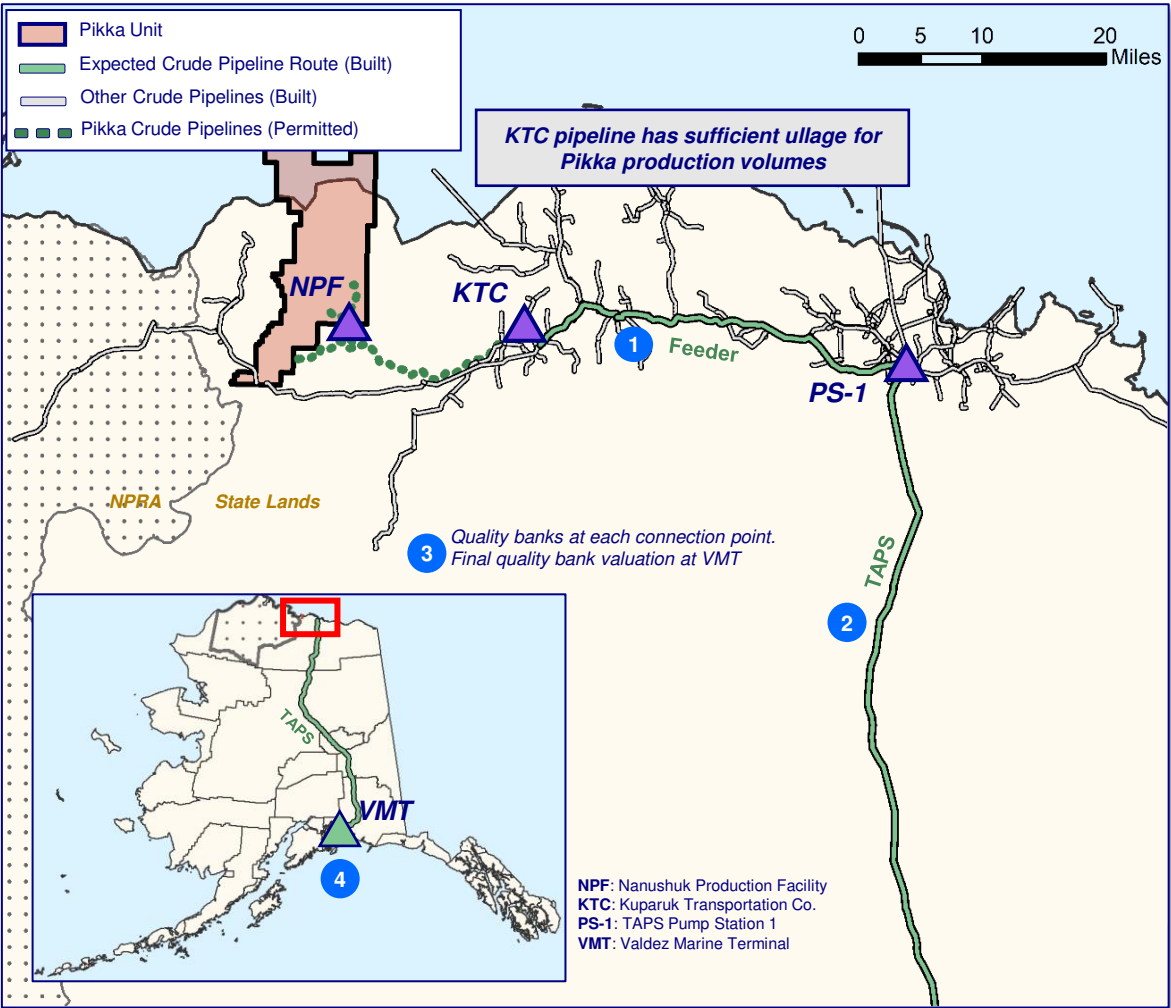 Pikka Unit
Expected Crude Pipeline Route (Built)
Other Crude Pipelines (Built)
Pikka Crude Pipelines (Permitted)
0 5 10 20
Miles
KTC pipeline has sufficient ullage for
Pikka production volumes
NPF
KTC
1
Feeder
PS-1
NPRA
State Lands
3
Quality banks at each connection point.
Final quality bank valuation at VMT
TAPS
2
TAPS
VMT
4
NPF: Nanushuk Production Facility
KTC: Kuparuk Transportation Co.
PS-1: TAPS Pump Station 1
VMT: Valdez Marine Terminal